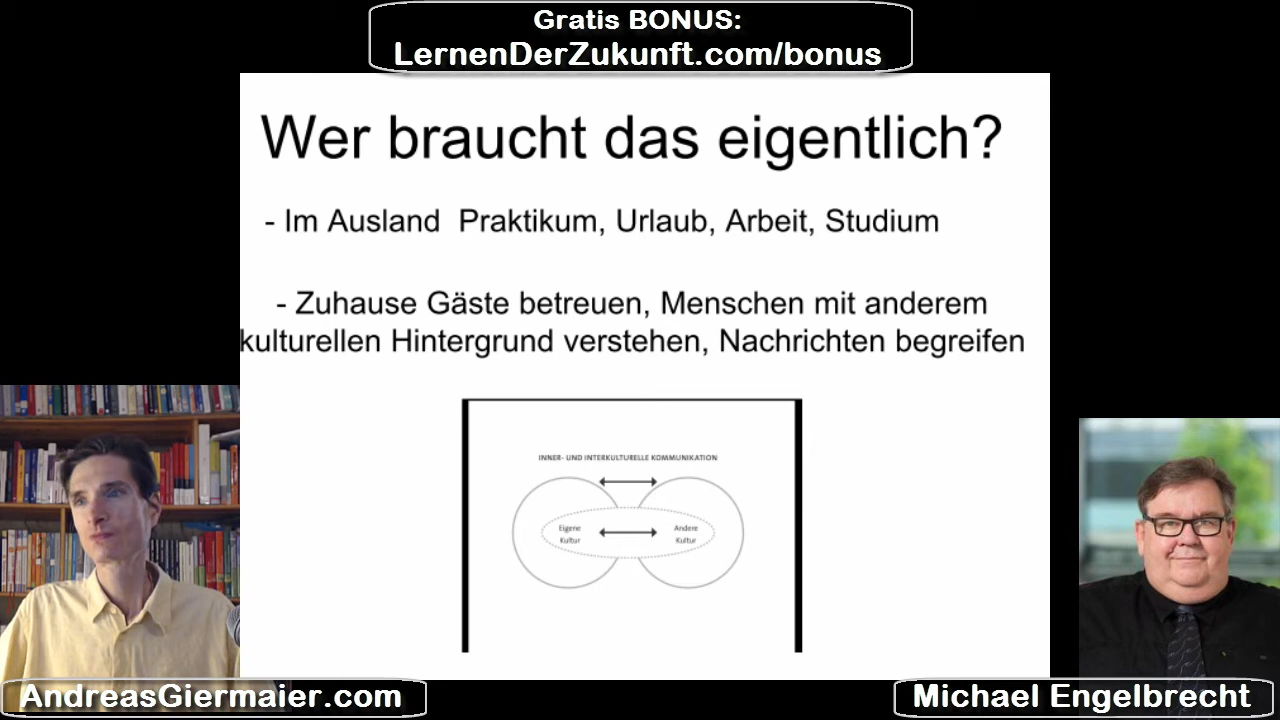 Gratis BONUS:
LernenDerZukunft.com/bonus
Wer braucht das eigentlich?
- Im Ausland Praktikum, Urlaub, Arbeit, Studium
- Zuhause Gäste betreuen, Menschen mit anderem
kulturellen Hintergrund verstehen, Nachrichten begreifen
INNER- UND INTERKULTURELLE KOMMUNIKATION
Eigene
Kultur
Andere
Kultur
AndreasGiermaier.com
Michael Engelbrecht